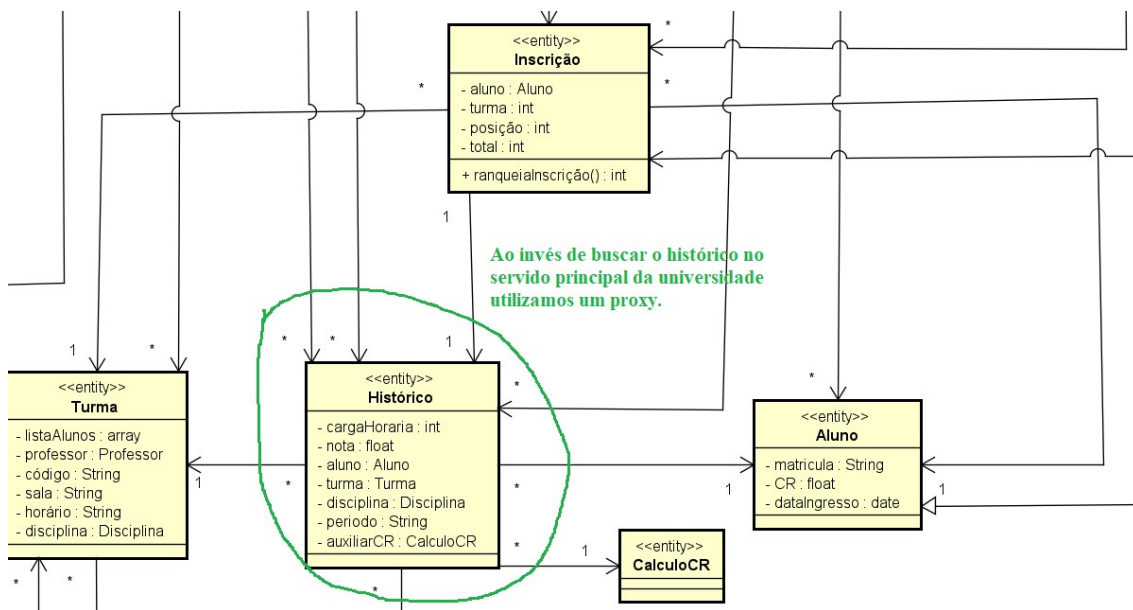 *
<<entity>>
Inscrição
- aluno : Aluno
- turma : int
- posição : int
- total : int
+ ranqueiaInscrição() : int
*
*
*
*
1
Ao invés de buscar o histórico no
servido principal da universidade
utilizamos um proxy.
1
*
<<entity>>
Turma
- listaAlunos : array
- professor : Professor
- código : String
- sala : String
- horário : String
- disciplina : Disciplina
*
*
1
*
*
1
*
<<entity>>
Histórico
- cargaHoraria : int
- nota : float
- aluno : Aluno
- turma : Turma
- disciplina : Disciplina
- periodo : String
- auxiliarCR : CalculoCR
*
*
*
1
*
1
<<entity>>
CalculoCR
*
<<entity>>
Aluno
- matricula : String
- CR : float
- dataIngresso : date
1